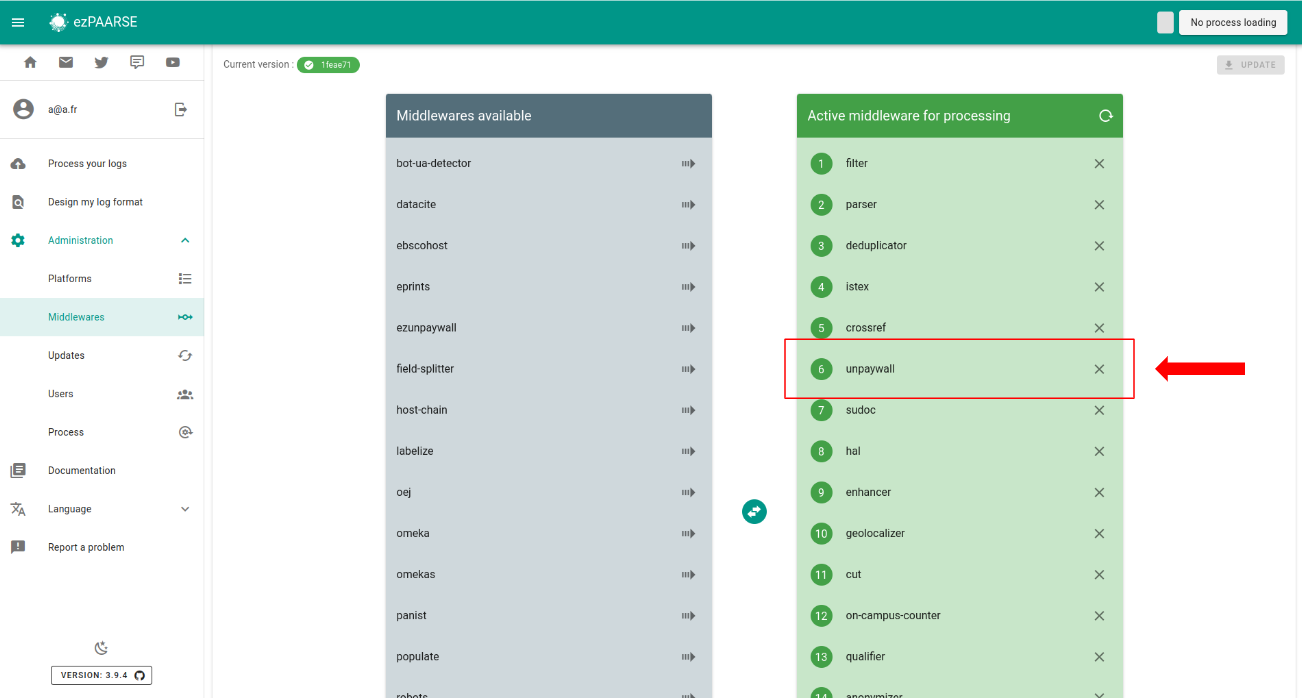 ezPAARSE
No process loading
Current version :
1feae71
UPDATE
a@a.fr
Process your logs
Design my log format
Administration
Platforms
Middlewares
Updates
Users
Process
Documentation
Language
Report a problem
VERSION: 3.9.4
Middlewares available
bot-ua-detector
datacite
ebscohost
eprints
ezunpaywall
field-splitter
host-chain
labelize
oej
omeka
omekas
panist
populate
robots
Active middleware for processing
1 filter
2 parser
3 deduplicator
4 istex
5 crossref
6 unpaywall
7 sudoc
8 hal
9 enhancer
10 geolocalizer
11 cut
12 on-campus-counter
13 qualifier
14 anonymizer